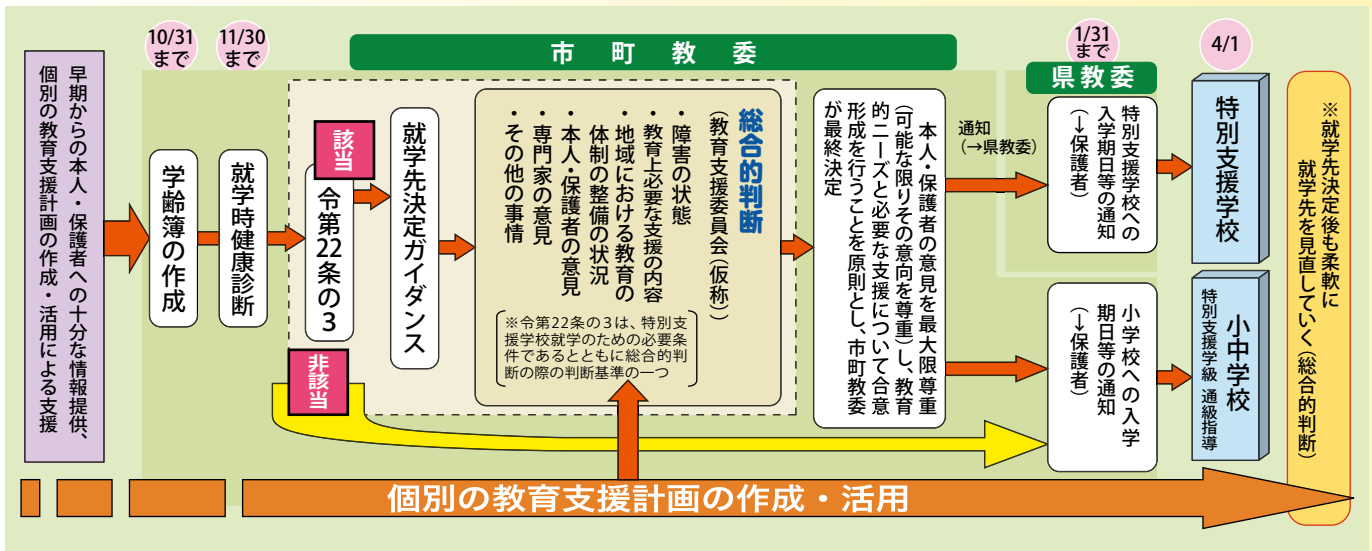 早期からの本人・保護者への十分な情報提供、
個別の教育支援計画の作成・活用による支援
10/31
まで
11/30
まで
市町教委
学齢簿の作成
就学時健康診断
該当
令第22条の3
非該当
就学先決定ガイダンス
総合的判断
(教育支援委員会(仮称))
・障害の状態
・教育上必要な支援の内容
・地域における教育の
体制の整備の状況
・本人・保護者の意見
・専門家の意見
・その他の事情
※令第22条の3は、特別支
援学校就学のための必要条
件であるとともに総合的判
断の際の判断基準の一つ
本人・保護者の意見を最大限尊重
(可能な限りその意向を尊重)し、教育
的ニーズと必要な支援について合意
形成を行うことを原則とし、市町教委
が最終決定
通知
(→県教委)
1/31
まで
県教委
特別支援学校への
入学期日等の通知
(→保護者)
小学校への入学
期日等の通知
(→保護者)
4/1
特別支援学校
小中学校
特別支援学級 通級指導
※就学先決定後も柔軟に
就学先を見直していく(総合的判断)
個別の教育支援計画の作成・活用